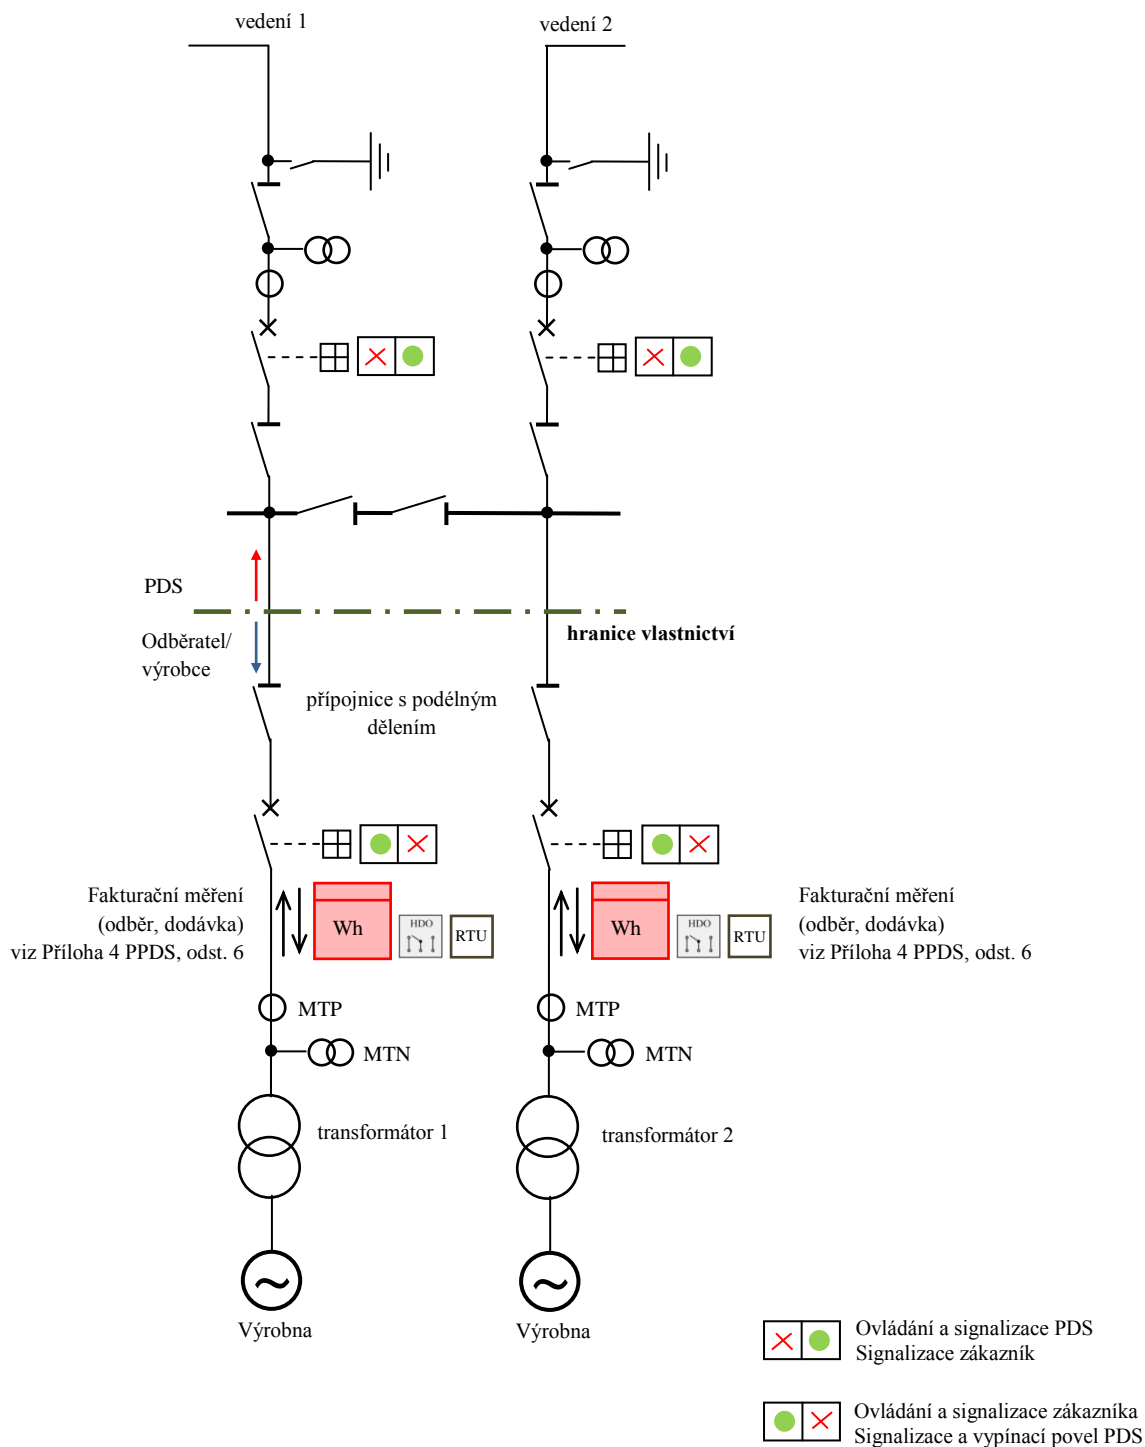 vedení 1
vedení 2
PDS
Odběratel/
výrobce
hranice vlastnictví
přípojnice s podélným
dělením
Fakturační měření
(odběr, dodávka)
viz Příloha 4 PPDS, odst. 6
Wh
HDO
RTU
Wh
HDO
RTU
Fakturační měření
(odběr, dodávka)
viz Příloha 4 PPDS, odst. 6
MTP
MTP
MTN
MTN
transformátor 1
transformátor 2
Výrobna
Výrobna
Ovládání a signalizace PDS
Signalizace zákazník
Ovládání a signalizace zákazníka
Signalizace a vypínací povel PDS